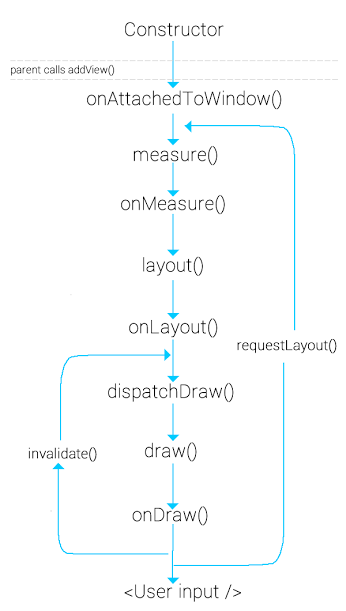 Constructor
parent calls addView()
onAttachedToWindow()
measure()
onMeasure()
layout()
onLayout()
requestLayout()
dispatchDraw()
draw()
invalidate()
onDraw()
<User input />